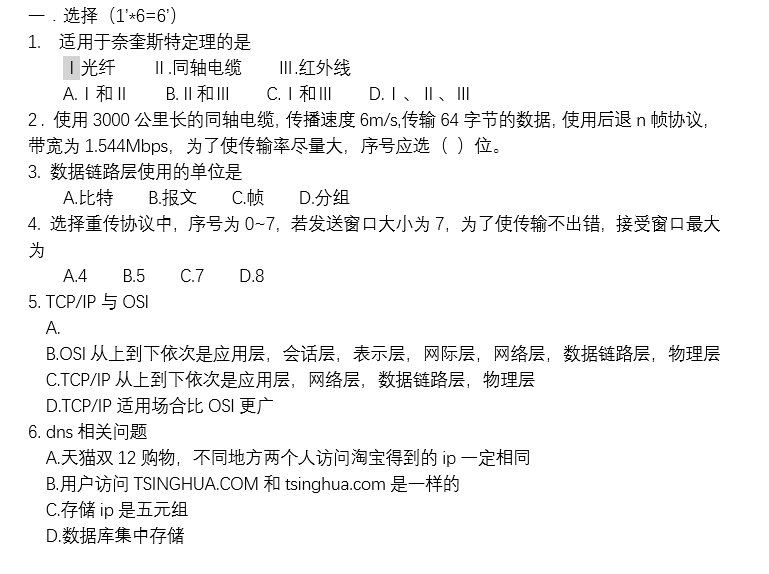 一．选择（1'*6=6'）
1. 适用于奈奎斯特定理的是
Ⅰ光纤 Ⅱ.同轴电缆 Ⅲ.红外线
A.Ⅰ和Ⅱ B.Ⅱ和Ⅲ C.Ⅰ和Ⅲ D.Ⅰ、Ⅱ、Ⅲ
2．使用 3000 公里长的同轴电缆, 传播速度 6m/s,传输 64 字节的数据, 使用后退 n 帧协议,
带宽为 1.544Mbps，为了使传输率尽量大，序号应选（ ）位。
3. 数据链路层使用的单位是
A.比特 B.报文 C.帧 D.分组
4. 选择重传协议中，序号为 0~7，若发送窗口大小为 7，为了使传输不出错，接受窗口最大
为
A.4 B.5 C.7 D.8
5. TCP/IP 与 OSI
A.
B.OSI 从上到下依次是应用层，会话层，表示层，网际层，网络层，数据链路层，物理层
C.TCP/IP 从上到下依次是应用层，网络层，数据链路层，物理层
D.TCP/IP 适用场合比 OSI 更广
6. dns 相关问题
A.天猫双 12 购物，不同地方两个人访问淘宝得到的 ip 一定相同
B.用户访问 TSINGHUA.COM 和 tsinghua.com 是一样的
C.存储 ip 是五元组
D.数据库集中存储